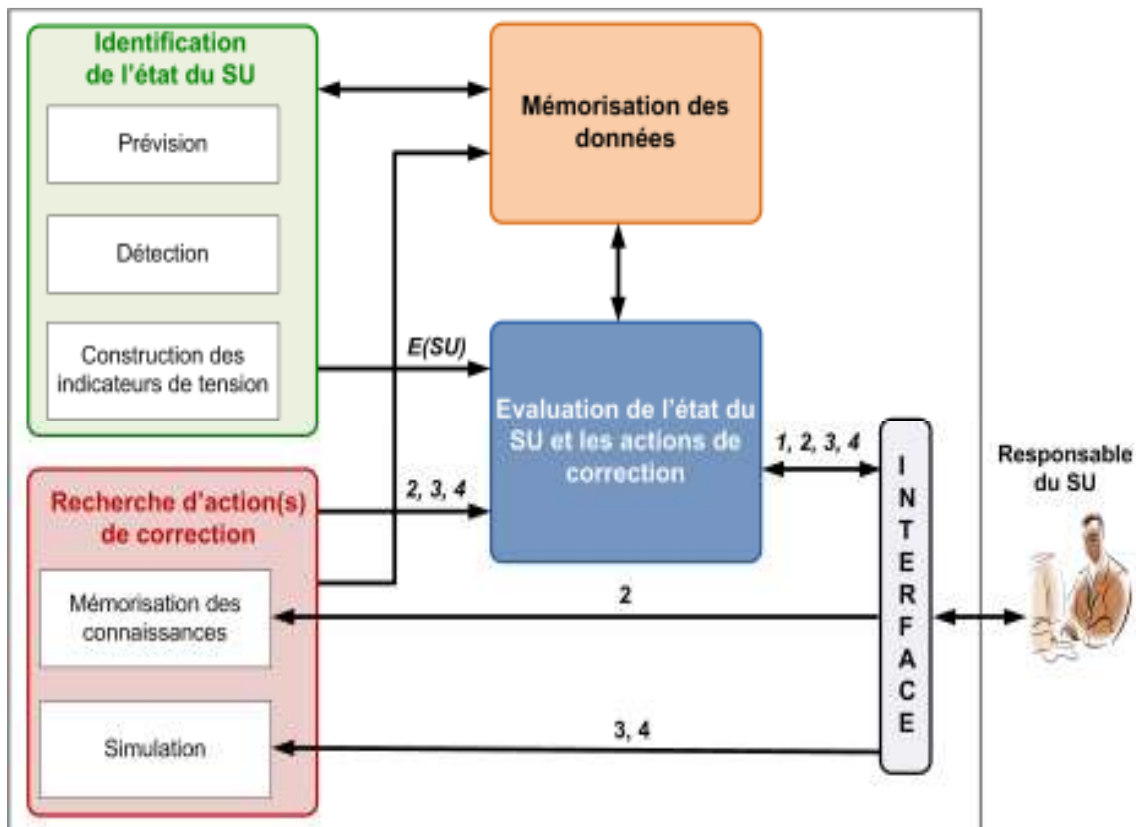 Identification
de l'état du SU
Prévision
Détection
Construction des
indicateurs de tension
Mémorisation des
données
E(SU)
Evaluation de l'état du
SU et les actions de
correction
1, 2, 3, 4
Recherche d'action(s)
de correction
2, 3, 4
Mémorisation des
connaissances
2
Simulation
3, 4
INTERFACE
Responsable
du SU